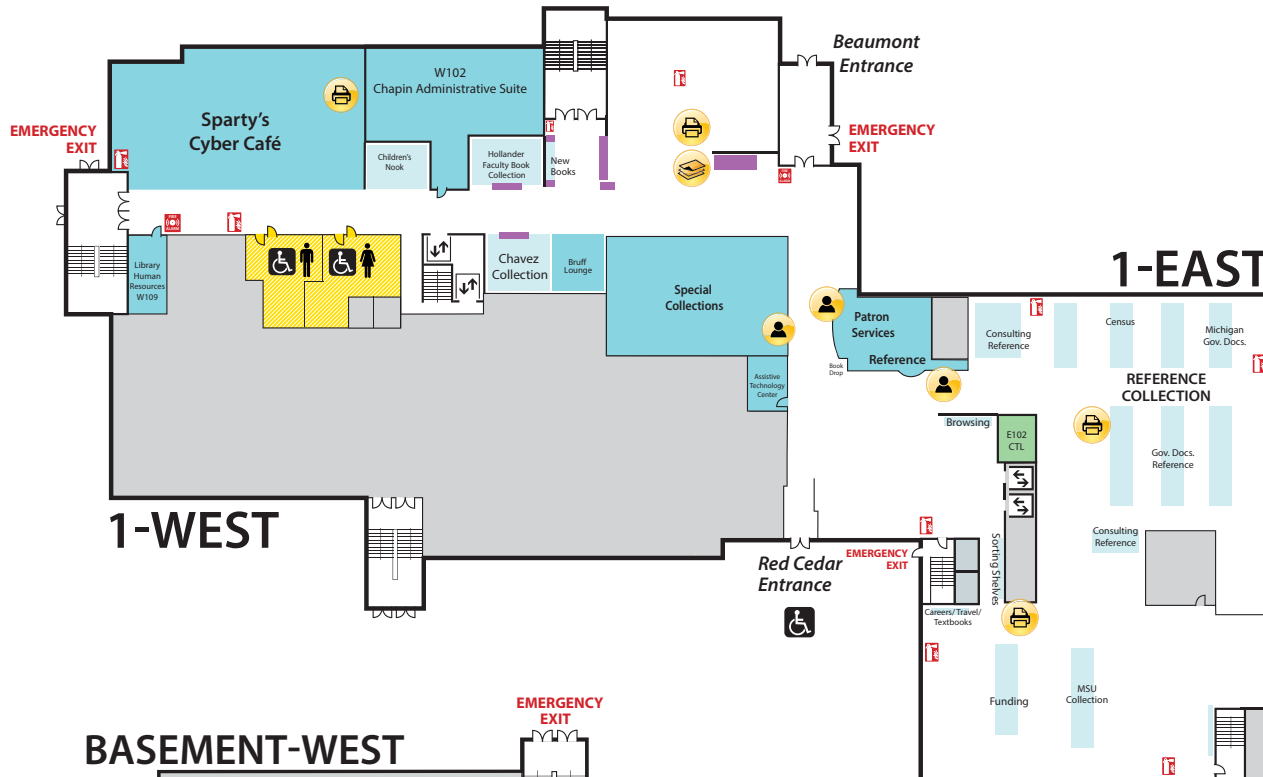 Beaumont
Entrance
W102
Chapin Administrative Suite
Sparty's
Cyber Café
EMERGENCY
EXIT
EMERGENCY
EXIT
Children's
Nook
Hollander
Faculty Book
Collection
New
Books
FIRE
ALARM
FIRE
ALARM
Library
Human
Resources
W109
Chavez
Collection
Bruff
Lounge
Special
Collections
1-EAST
Patron
Services
Reference
Book
Drop
Consulting
Reference
Census
Michigan
Gov. Docs.
REFERENCE
COLLECTION
Assistive
Technology
Center
Browsing
E102
CTL
Gov. Docs.
Reference
1-WEST
Consulting
Reference
Sorting Shelves
Red Cedar
Entrance
EMERGENCY
EXIT
Careers/Travel/
Textbooks
Funding
MSU
Collection
EMERGENCY
EXIT
BASEMENT-WEST